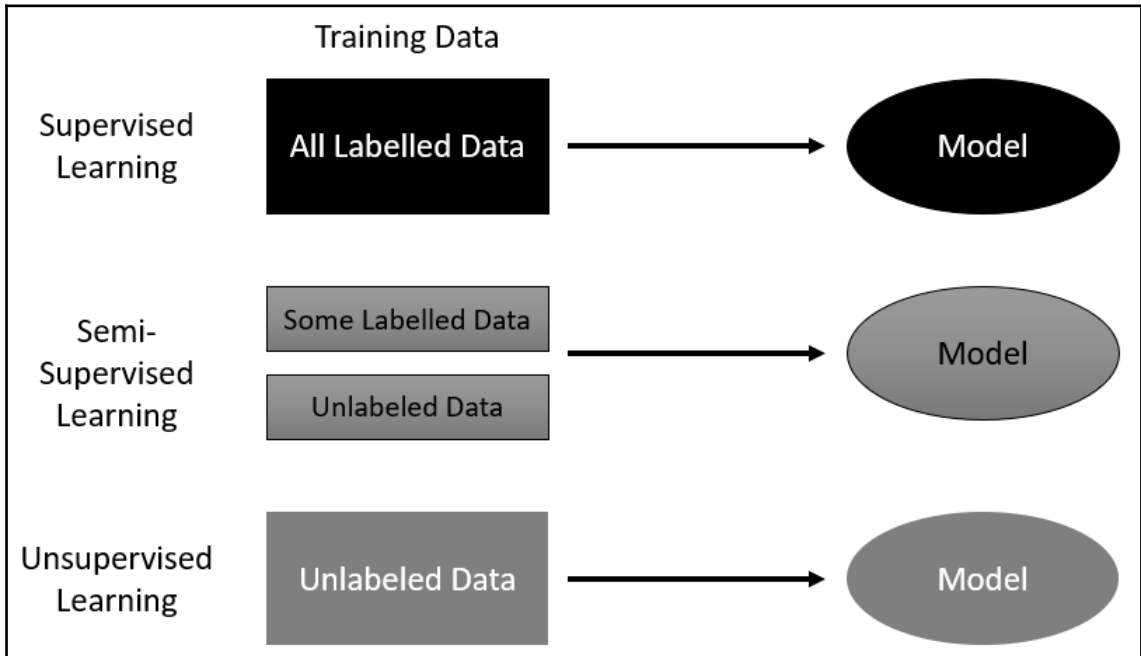 Training Data
Supervised
Learning
All Labelled Data
Model
Semi-
Supervised
Learning
Some Labelled Data
Unlabeled Data
Model
Unsupervised
Learning
Unlabeled Data
Model